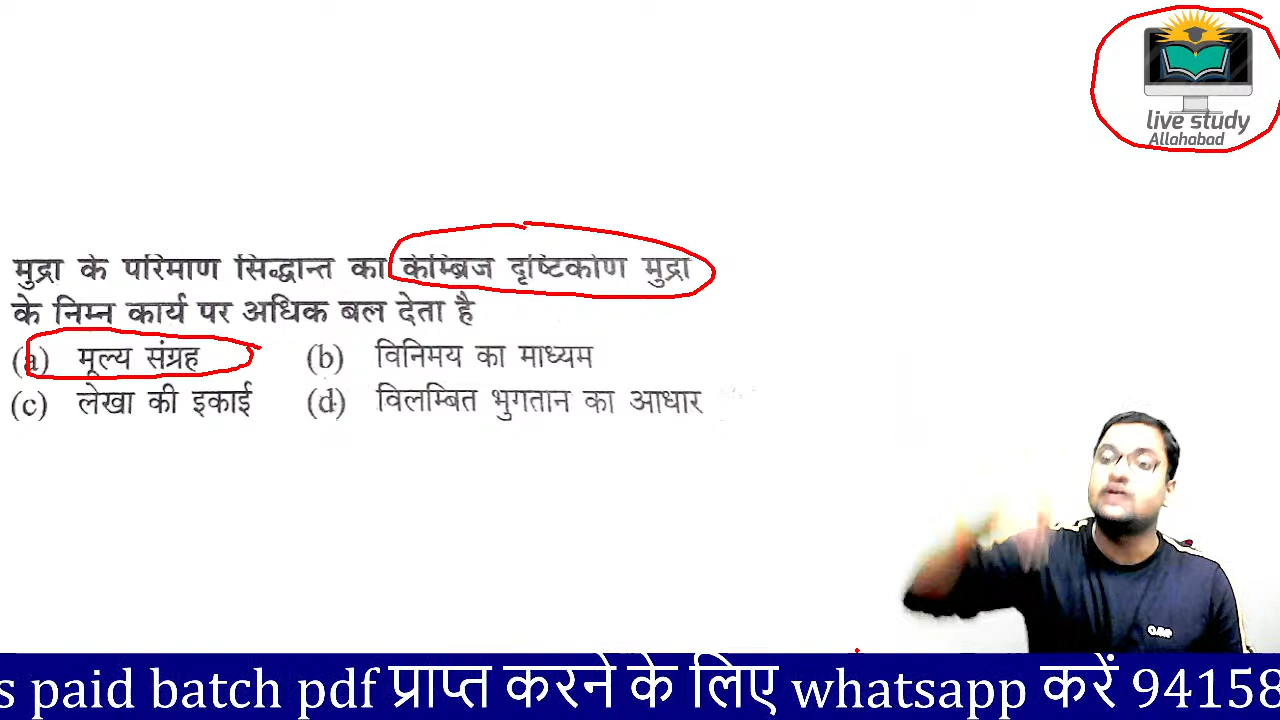 live study
Allahabad
मुद्रा के परिमाण सिद्धान्त का केम्ब्रिज दृष्टिकोण मुद्रा
के निम्न कार्य पर अधिक बल देता है
(a) मूल्य संग्रह (b) विनिमय का माध्यम
(c) लेखा की इकाई (d) विलम्बित भुगतान का आधार
s paid batch pdf प्राप्त करने के लिए whatsapp करें 94158